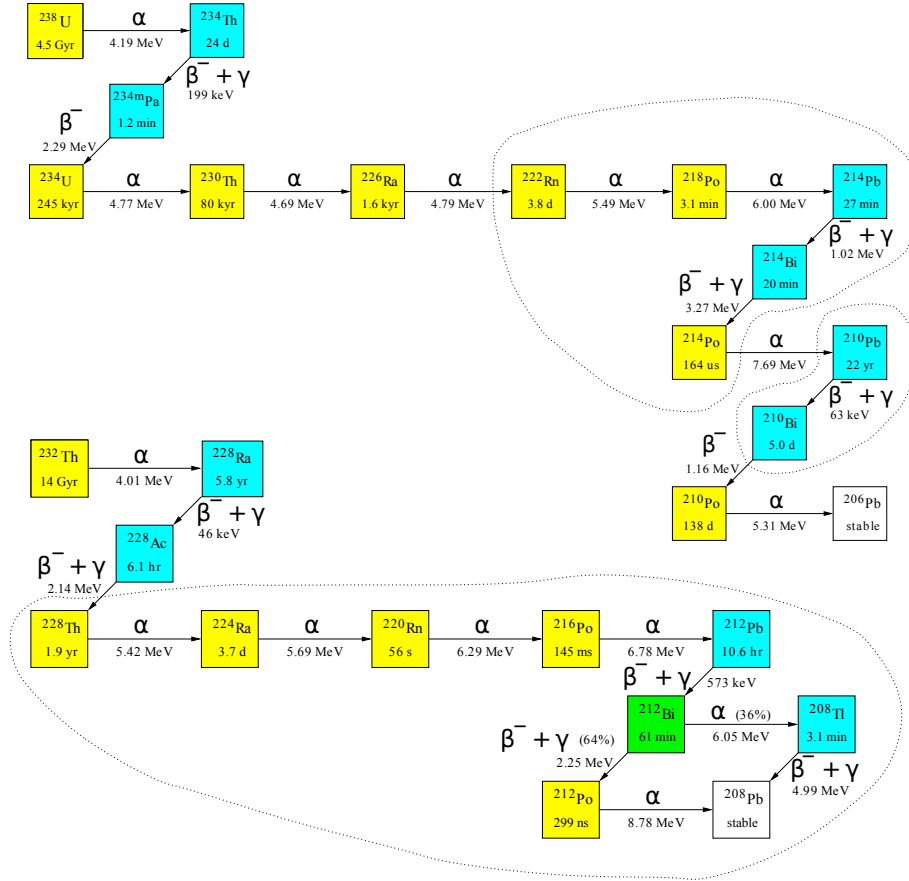 ²³⁸U α ²³⁴Th
4.5 Gyr 4.19 MeV 24 d
β⁻ + γ
199 keV
²³⁴ᵐPa
1.2 min
β⁻
2.29 MeV
²³⁴U α ²³⁰Th α ²²⁶Ra α ²²²Rn α ²¹⁸Po α ²¹⁴Pb
245 kyr 4.77 MeV 80 kyr 4.69 MeV 1.6 kyr 4.79 MeV 3.8 d 5.49 MeV 3.1 min 6.00 MeV 27 min
β⁻ + γ
1.02 MeV
²¹⁴Bi
20 min
β⁻ + γ
3.27 MeV
²¹⁴Po α ²¹⁰Pb
164 us 7.69 MeV 22 yr
β⁻ + γ
63 keV
²¹⁰Bi
5.0 d
β⁻
1.16 MeV
²¹⁰Po α ²⁰⁶Pb
138 d 5.31 MeV stable
²³²Th α ²²⁸Ra
14 Gyr 4.01 MeV 5.8 yr
β⁻ + γ
46 keV
²²⁸Ac
6.1 hr
β⁻ + γ
2.14 MeV
²²⁸Th α ²²⁴Ra α ²²⁰Rn α ²¹⁶Po α ²¹²Pb
1.9 yr 5.42 MeV 3.7 d 5.69 MeV 56 s 6.29 MeV 145 ms 6.78 MeV 10.6 hr
β⁻ + γ
573 keV
²¹²Bi α (36%) ²⁰⁸Tl
61 min 6.05 MeV 3.1 min
β⁻ + γ (64%)
2.25 MeV
β⁻ + γ
4.99 MeV
²¹²Po α ²⁰⁸Pb
299 ns 8.78 MeV stable